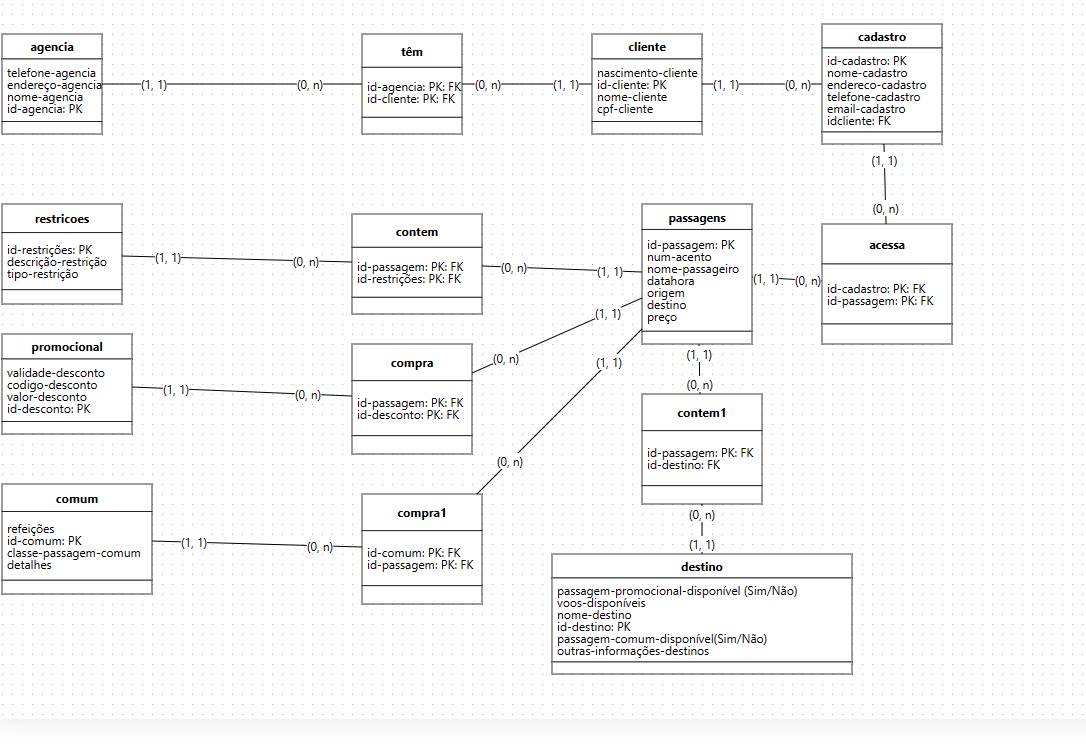 agencia
telefone-agencia
endereço-agencia
nome-agencia
id-agencia: PK
(1, 1)
(0, n)
têm
id-agencia: PK: FK
id-cliente: PK: FK
(0, n)
(1, 1)
cliente
nascimento-cliente
id-cliente: PK
nome-cliente
cpf-cliente
(1, 1)
(0, n)
cadastro
id-cadastro: PK
nome-cadastro
endereco-cadastro
telefone-cadastro
email-cadastro
idcliente: FK
(1, 1)
(0, n)
restricoes
id-restrições: PK
descrição-restrição
tipo-restrição
(1, 1)
(0, n)
contem
id-passagem: PK: FK
id-restrições: PK: FK
(0, n)
(1, 1)
passagens
id-passagem: PK
num-acento
nome-passageiro
datahora
origem
destino
preço
(1, 1)
(0, n)
acessa
id-cadastro: PK: FK
id-passagem: PK: FK
promocional
validade-desconto
codigo-desconto
valor-desconto
id-desconto: PK
(1, 1)
(0, n)
compra
id-passagem: PK: FK
id-desconto: PK: FK
(0, n)
(1, 1)
(1, 1)
(0, n)
(1, 1)
(0, n)
contem1
id-passagem: PK: FK
id-destino: FK
comum
refeições
id-comum: PK
classe-passagem-comum
detalhes
(1, 1)
(0, n)
compra1
id-comum: PK: FK
id-passagem: PK: FK
(0, n)
(1, 1)
destino
passagem-promocional-disponível (Sim/Não)
voos-disponíveis
nome-destino
id-destino: PK
passagem-comum-disponível(Sim/Não)
outras-informações-destinos